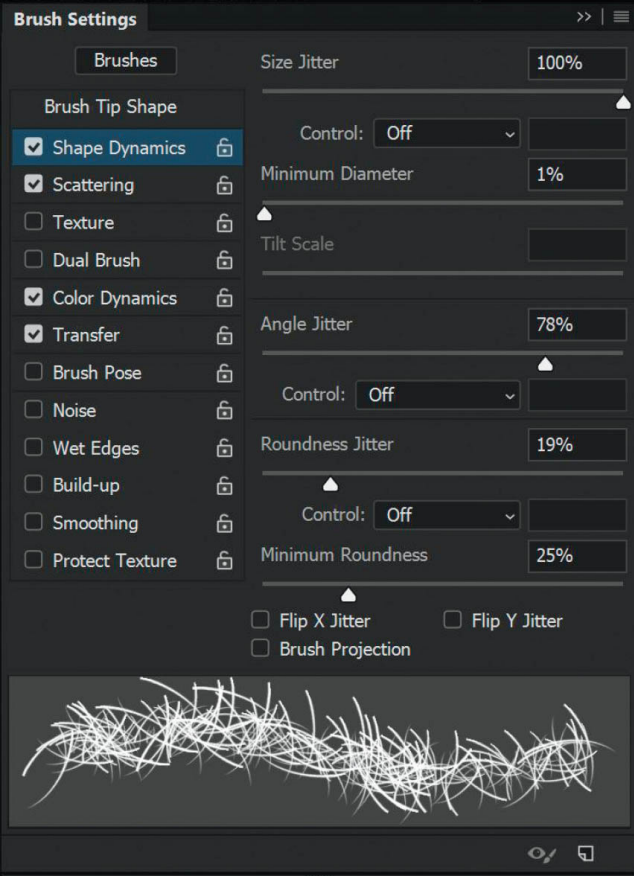 Brush Settings
Brushes
Brush Tip Shape
Shape Dynamics
Scattering
Texture
Dual Brush
Color Dynamics
Transfer
Brush Pose
Noise
Wet Edges
Build-up
Smoothing
Protect Texture
Size Jitter 100%
Control: Off
Minimum Diameter 1%
Tilt Scale
Angle Jitter 78%
Control: Off
Roundness Jitter 19%
Control: Off
Minimum Roundness 25%
Flip X Jitter Flip Y Jitter
Brush Projection